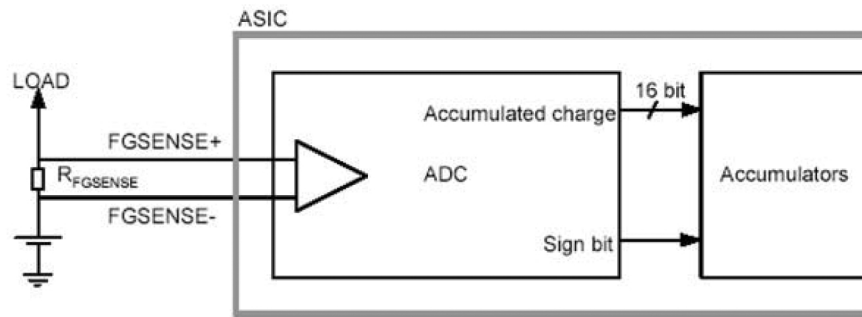 ASIC
LOAD
FGSENSE+
RFGSENSE
FGSENSE-
Accumulated charge
16 bit
ADC
Accumulators
Sign bit